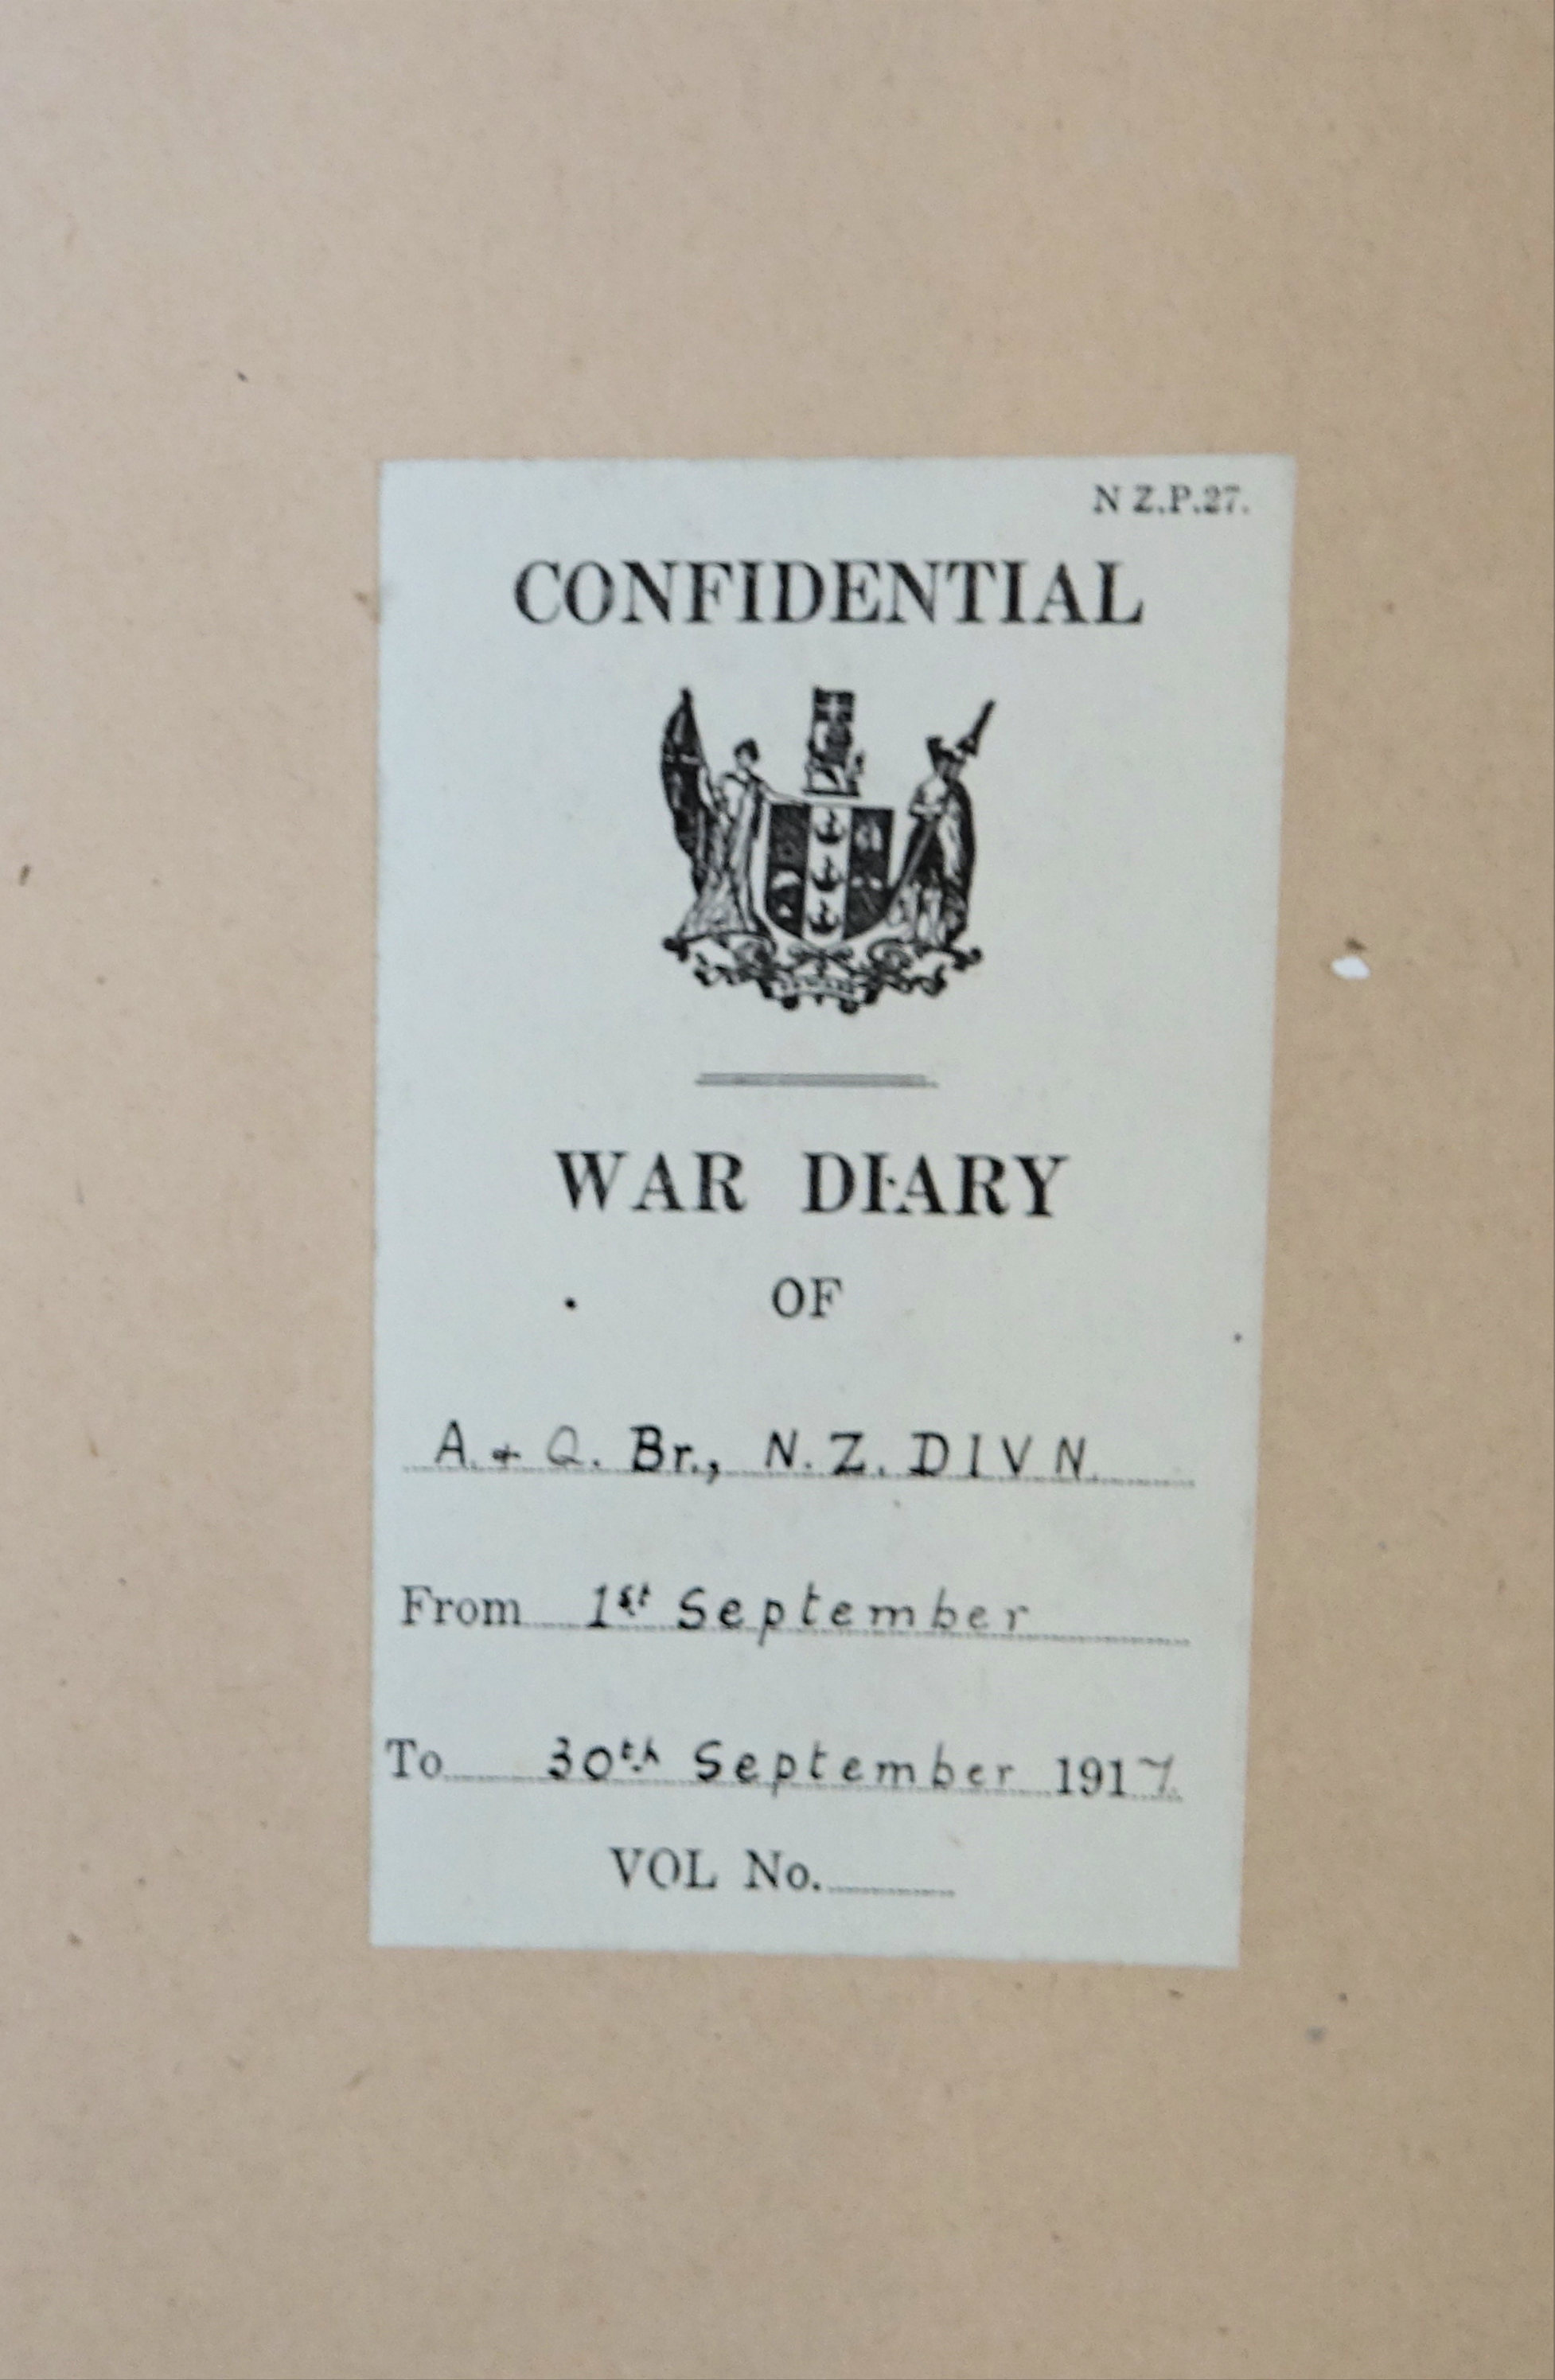 N Z.P.27.
CONFIDENTIAL
WAR DIARY
OF
A. + Q. Br., N. Z. DIVN.
From 1st September
To 30th September 1917.
VOL No.